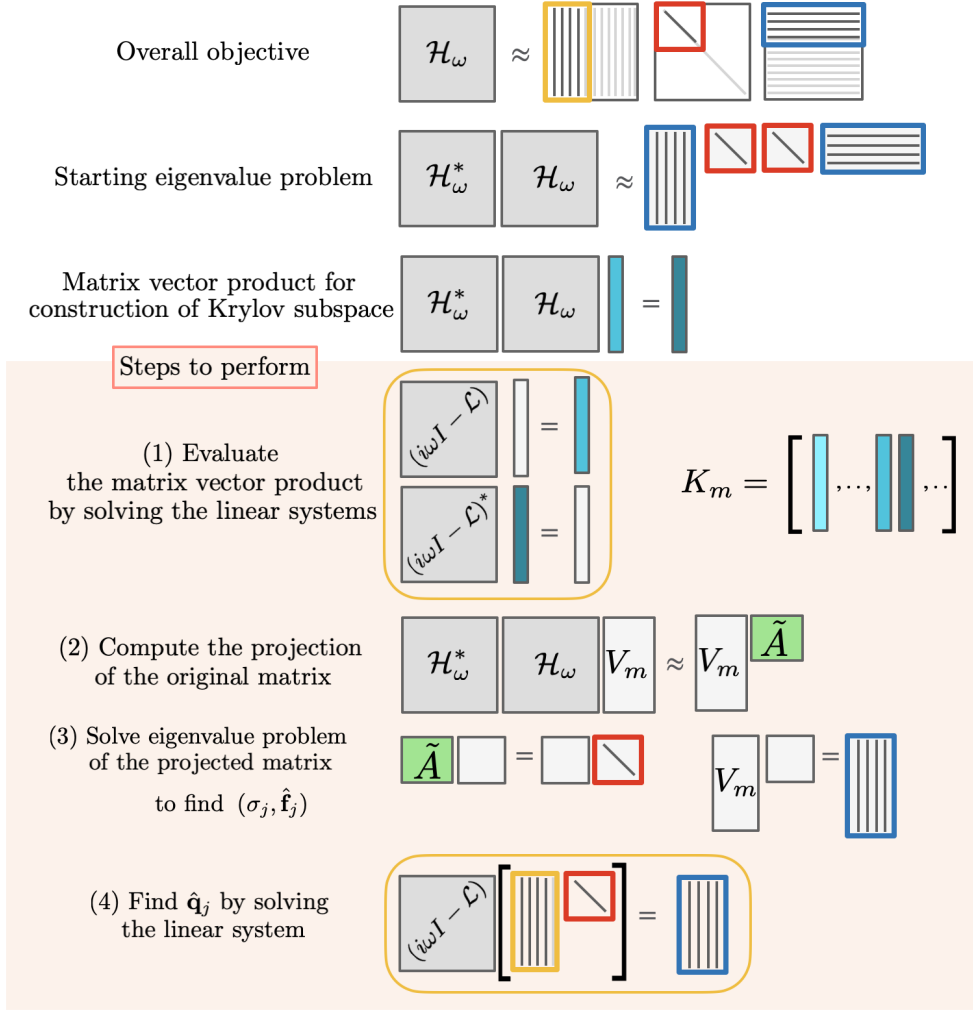 Overall objective
ℋ_ω ≈
Starting eigenvalue problem
ℋ*_ω ℋ_ω ≈
Matrix vector product for
construction of Krylov subspace
ℋ*_ω ℋ_ω =
Steps to perform
(1) Evaluate
the matrix vector product
by solving the linear systems
(iωI − ℒ) =
(iωI − ℒ)* =
K_m = [ , . . , , . . ]
(2) Compute the projection
of the original matrix
ℋ*_ω ℋ_ω V_m ≈ V_m Ã
(3) Solve eigenvalue problem
of the projected matrix
to find (σ_j, f̂_j)
Ã = 
V_m =
(4) Find q̂_j by solving
the linear system
(iωI − ℒ) [ ] =